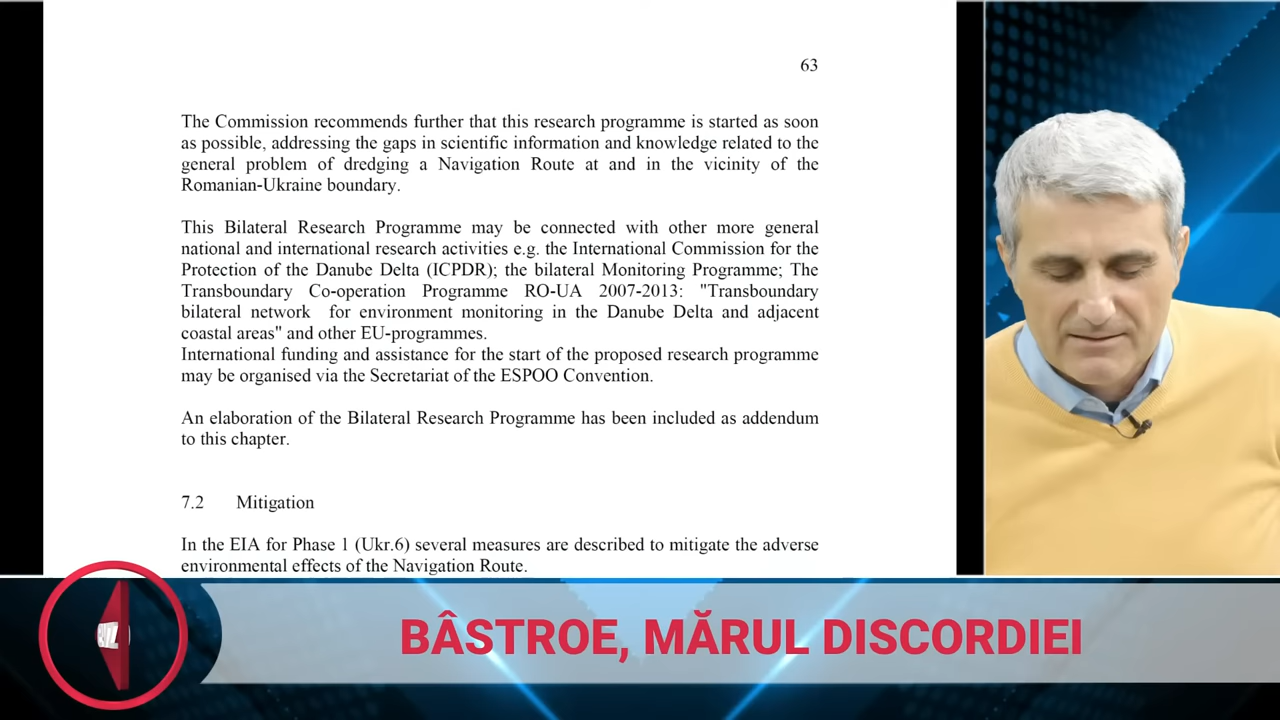 63
The Commission recommends further that this research programme is started as soon
as possible, addressing the gaps in scientific information and knowledge related to the
general problem of dredging a Navigation Route at and in the vicinity of the
Romanian-Ukraine boundary.
This Bilateral Research Programme may be connected with other more general
national and international research activities e.g. the International Commission for the
Protection of the Danube Delta (ICPDR); the bilateral Monitoring Programme; The
Transboundary Co-operation Programme RO-UA 2007-2013: "Transboundary
bilateral network for environment monitoring in the Danube Delta and adjacent
coastal areas" and other EU-programmes.
International funding and assistance for the start of the proposed research programme
may be organised via the Secretariat of the ESPOO Convention.
An elaboration of the Bilateral Research Programme has been included as addendum
to this chapter.
7.2 Mitigation
In the EIA for Phase 1 (Ukr.6) several measures are described to mitigate the adverse
environmental effects of the Navigation Route.
BÂSTROE, MĂRUL DISCORDIEI